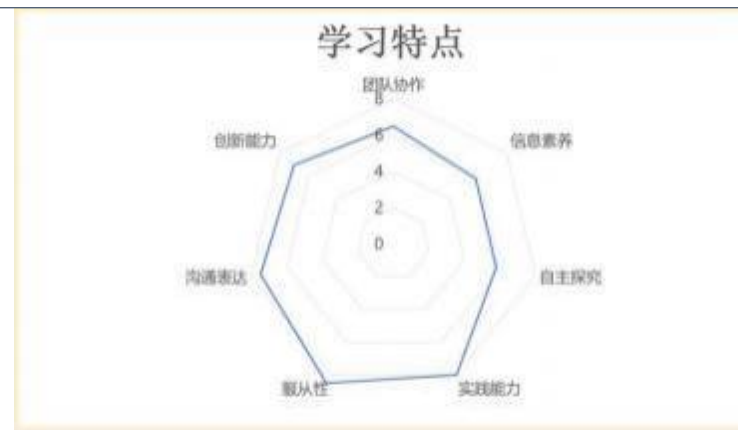 学习特点
团队协作
8
创新能力
信息素养
6
4
2
0
沟通表达
自主探究
服从性
实践能力